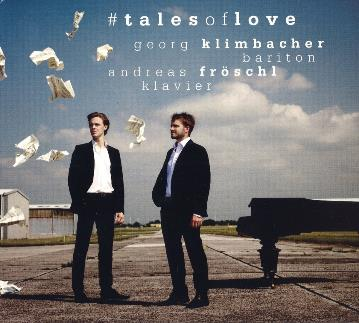 #talesoflove
georg klimbacher
bariton
andreas fröschl
klavier